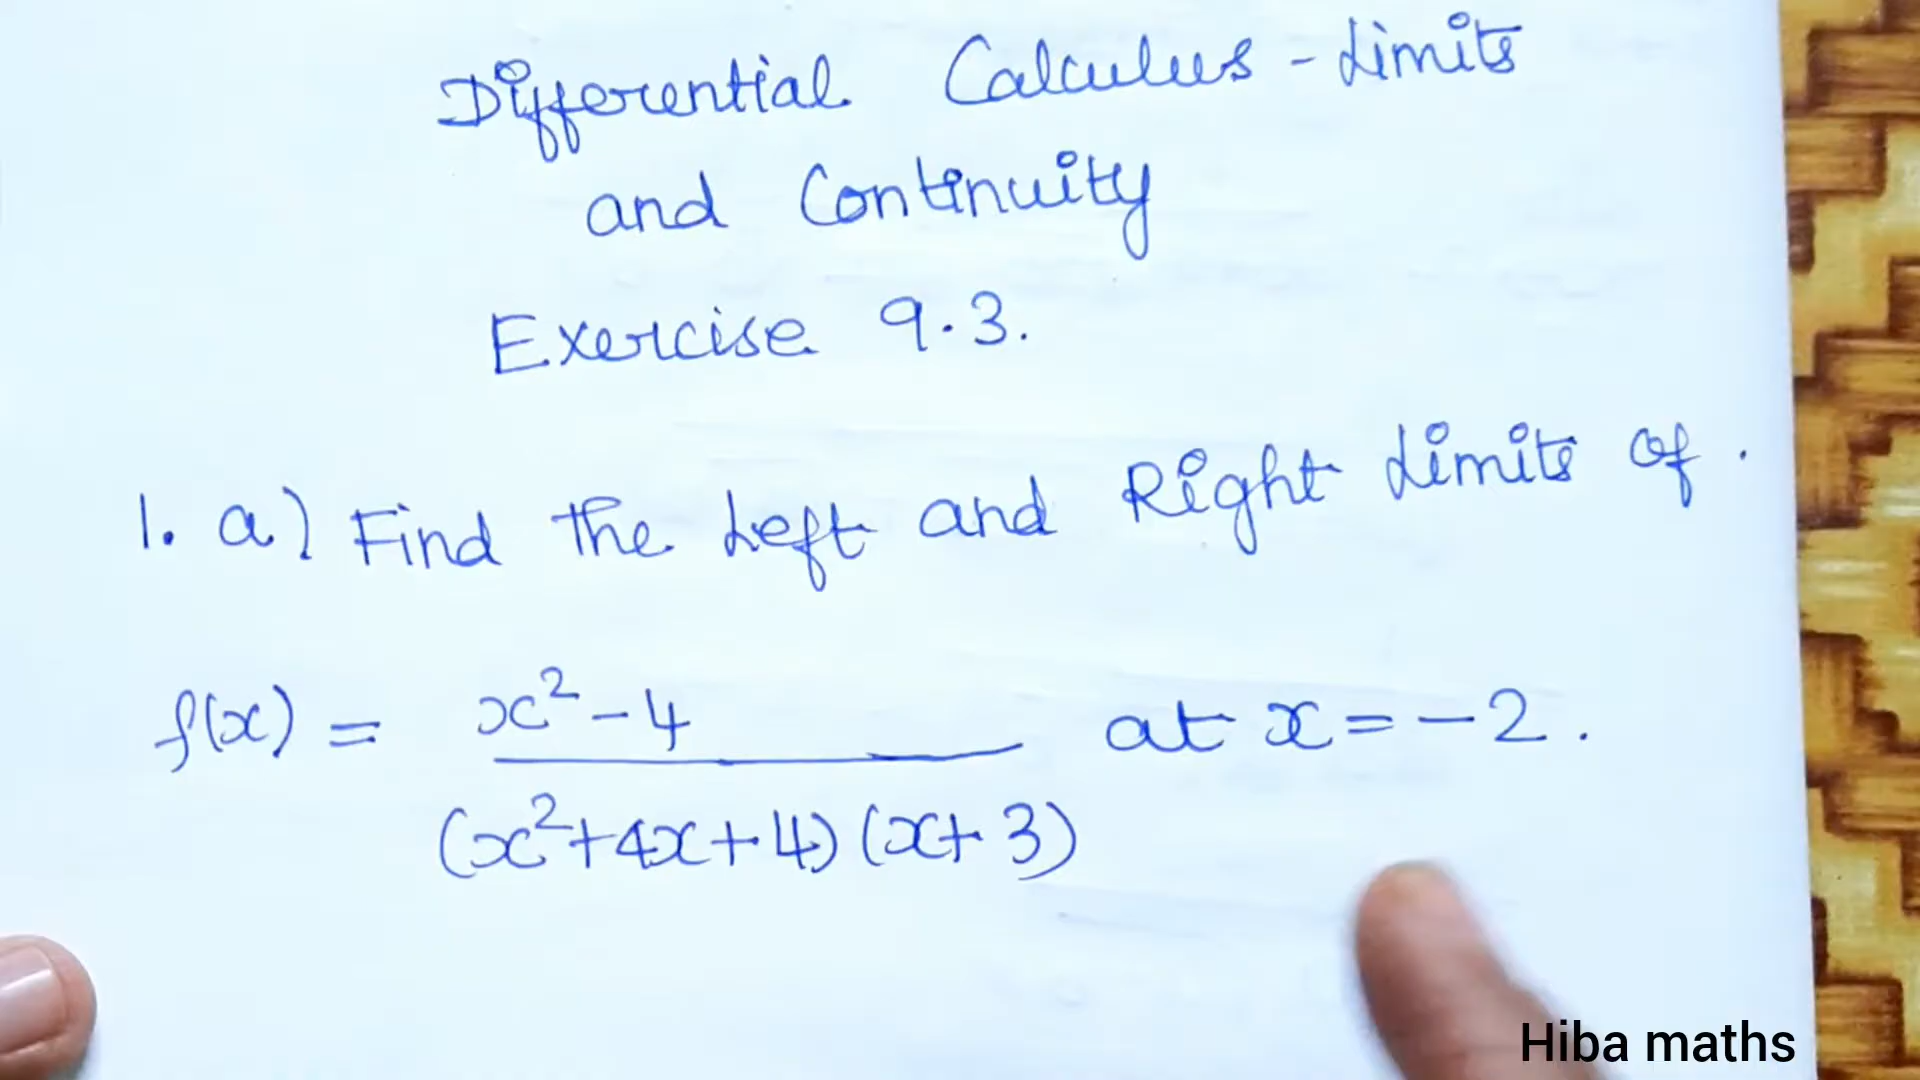 Differential Calculus - Limits
and Continuity
Exercise 9.3.
1. a) Find the Left and Right Limits of.
f(x) = x² - 4 / (x² + 4x + 4) (x + 3) at x = -2.
Hiba maths